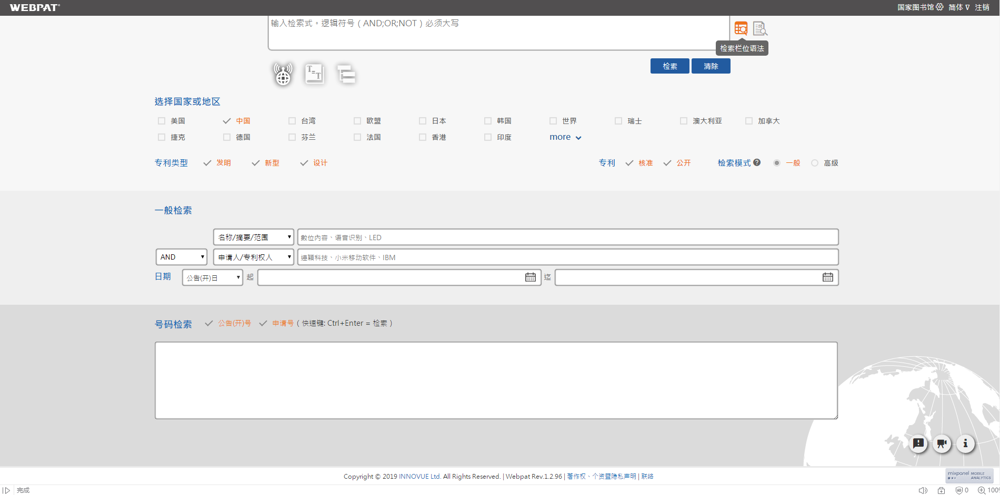 WEBPAT® 国家图书馆 简体 ∇ 注销
输入检索式。逻辑符号（AND;OR;NOT）必须大写
检索栏位语法
检索 清除
选择国家或地区
美国 中国 台湾 欧盟 日本 韩国 世界 瑞士 澳大利亚 加拿大
捷克 德国 芬兰 法国 香港 印度 more
专利类型 发明 新型 设计 专利 核准 公开 检索模式 一般 高级
一般检索
名称/摘要/范围 數位內容、语音识别、LED
AND 申请人/专利权人 連穎科技、小米移动软件、IBM
日期 公告(开)日 起 迄
号码检索 公告(开)号 申请号（快速键: Ctrl+Enter = 检索）
Copyright © 2019 INNOVUE Ltd. All Rights Reserved. | Webpat Rev.1.2.96 | 著作权、个资暨隐私声明 | 联络
mixpanel MOBILE ANALYTICS
完成 0 100%